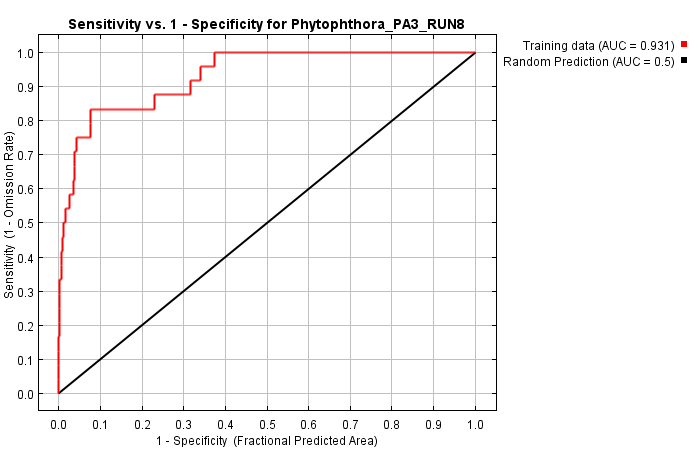 Sensitivity vs. 1 - Specificity for Phytophthora_PA3_RUN8
Training data (AUC = 0.931)
Random Prediction (AUC = 0.5)
Sensitivity (1 - Omission Rate)
1.0
0.9
0.8
0.7
0.6
0.5
0.4
0.3
0.2
0.1
0.0
0.0 0.1 0.2 0.3 0.4 0.5 0.6 0.7 0.8 0.9 1.0
1 - Specificity (Fractional Predicted Area)